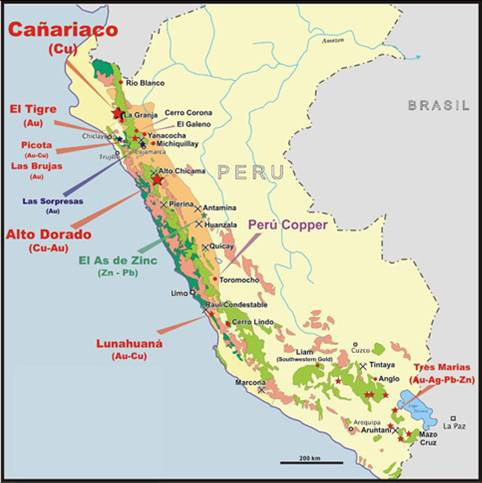 Cañariaco
(Cu)
Amazon
Rio Blanco
BRASIL
El Tigre
(Au)
La Granja
Cerro Corona
El Galeno
Chiclayo
Yanacocha
Cajamarca
Michiquillay
Picota
(Au-Cu)
Trujillo
Las Brujas
(Au)
PERU
Alto Chicama
Las Sorpresas
(Au)
Pierina
Antamina
Alto Dorado
(Cu-Au)
Huanzala
Perú Copper
Quicay
El As de Zinc
(Zn - Pb)
Toromocho
Lima
Raul Condestable
Cerro Lindo
Lunahuaná
(Au-Cu)
Liam
(Southwestern Gold)
Cuzco
Tintaya
Très Marias
(Au-Ag-Pb-Zn)
Anglo
Marcona
Arequipa
Aruntani
Mazo
Cruz
La Paz
200 km